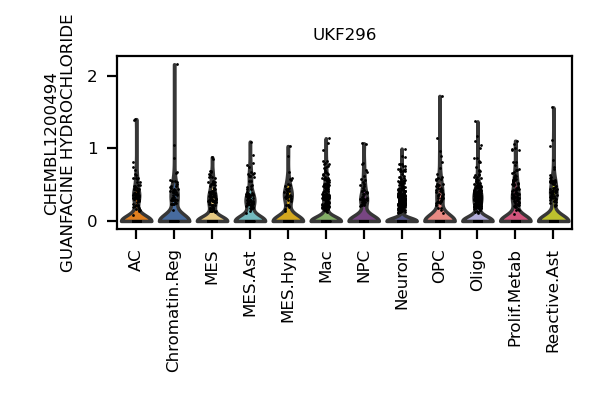 UKF296
CHEMBL1200494
GUANFACINE HYDROCHLORIDE
2
1
0
AC
Chromatin.Reg
MES
MES.Ast
MES.Hyp
Mac
NPC
Neuron
OPC
Oligo
Prolif.Metab
Reactive.Ast